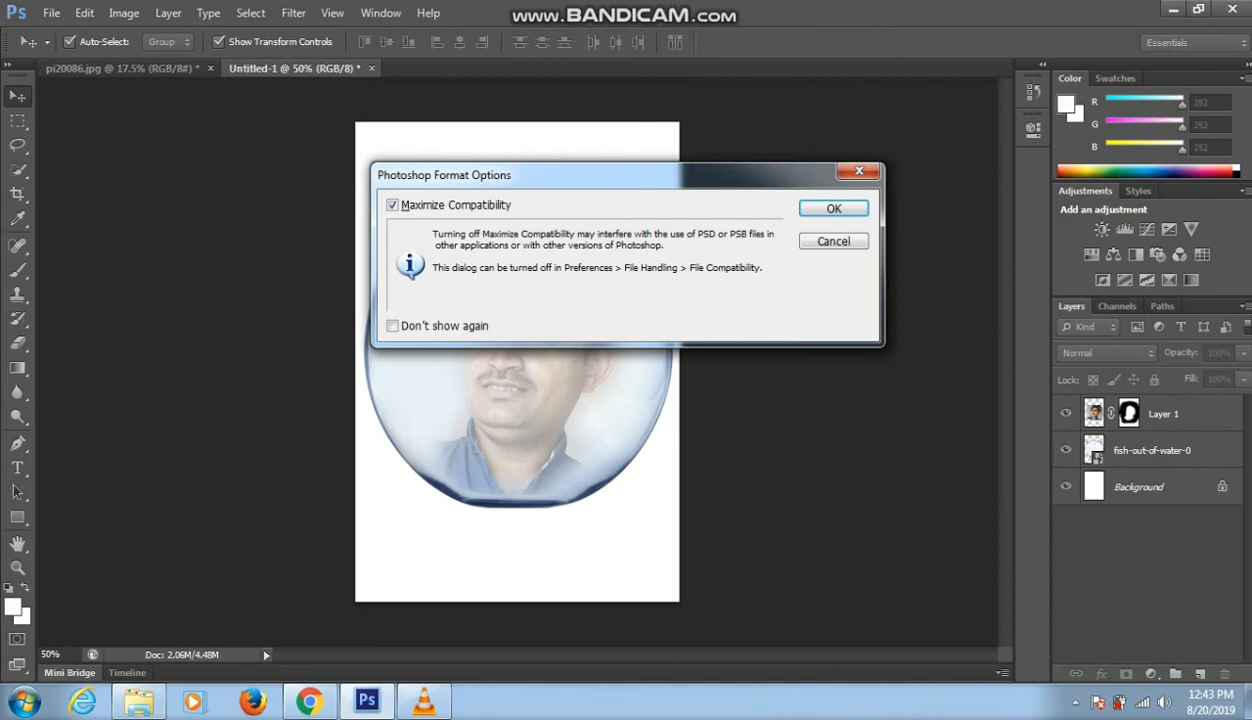 Ps File Edit Image Layer Type Select Filter View Window Help
WWW.BANDICAM.COM
Auto-Select: Group Show Transform Controls Essentials
pi20086.jpg @ 17.5% (RGB/8#) * × Untitled-1 @ 50% (RGB/8) * ×
Color Swatches
R 252
G 252
B 252
Photoshop Format Options
Maximize Compatibility
OK
Turning off Maximize Compatibility may interfere with the use of PSD or PSB files in
other applications or with other versions of Photoshop.
Cancel
This dialog can be turned off in Preferences > File Handling > File Compatibility.
Don't show again
Adjustments Styles
Add an adjustment
Layers Channels Paths
Kind
Normal Opacity: 100%
Lock: Fill: 100%
Layer 1
fish-out-of-water-0
Background
50% Doc: 2.06M/4.48M
Mini Bridge Timeline
Ps
12:43 PM
8/20/2019